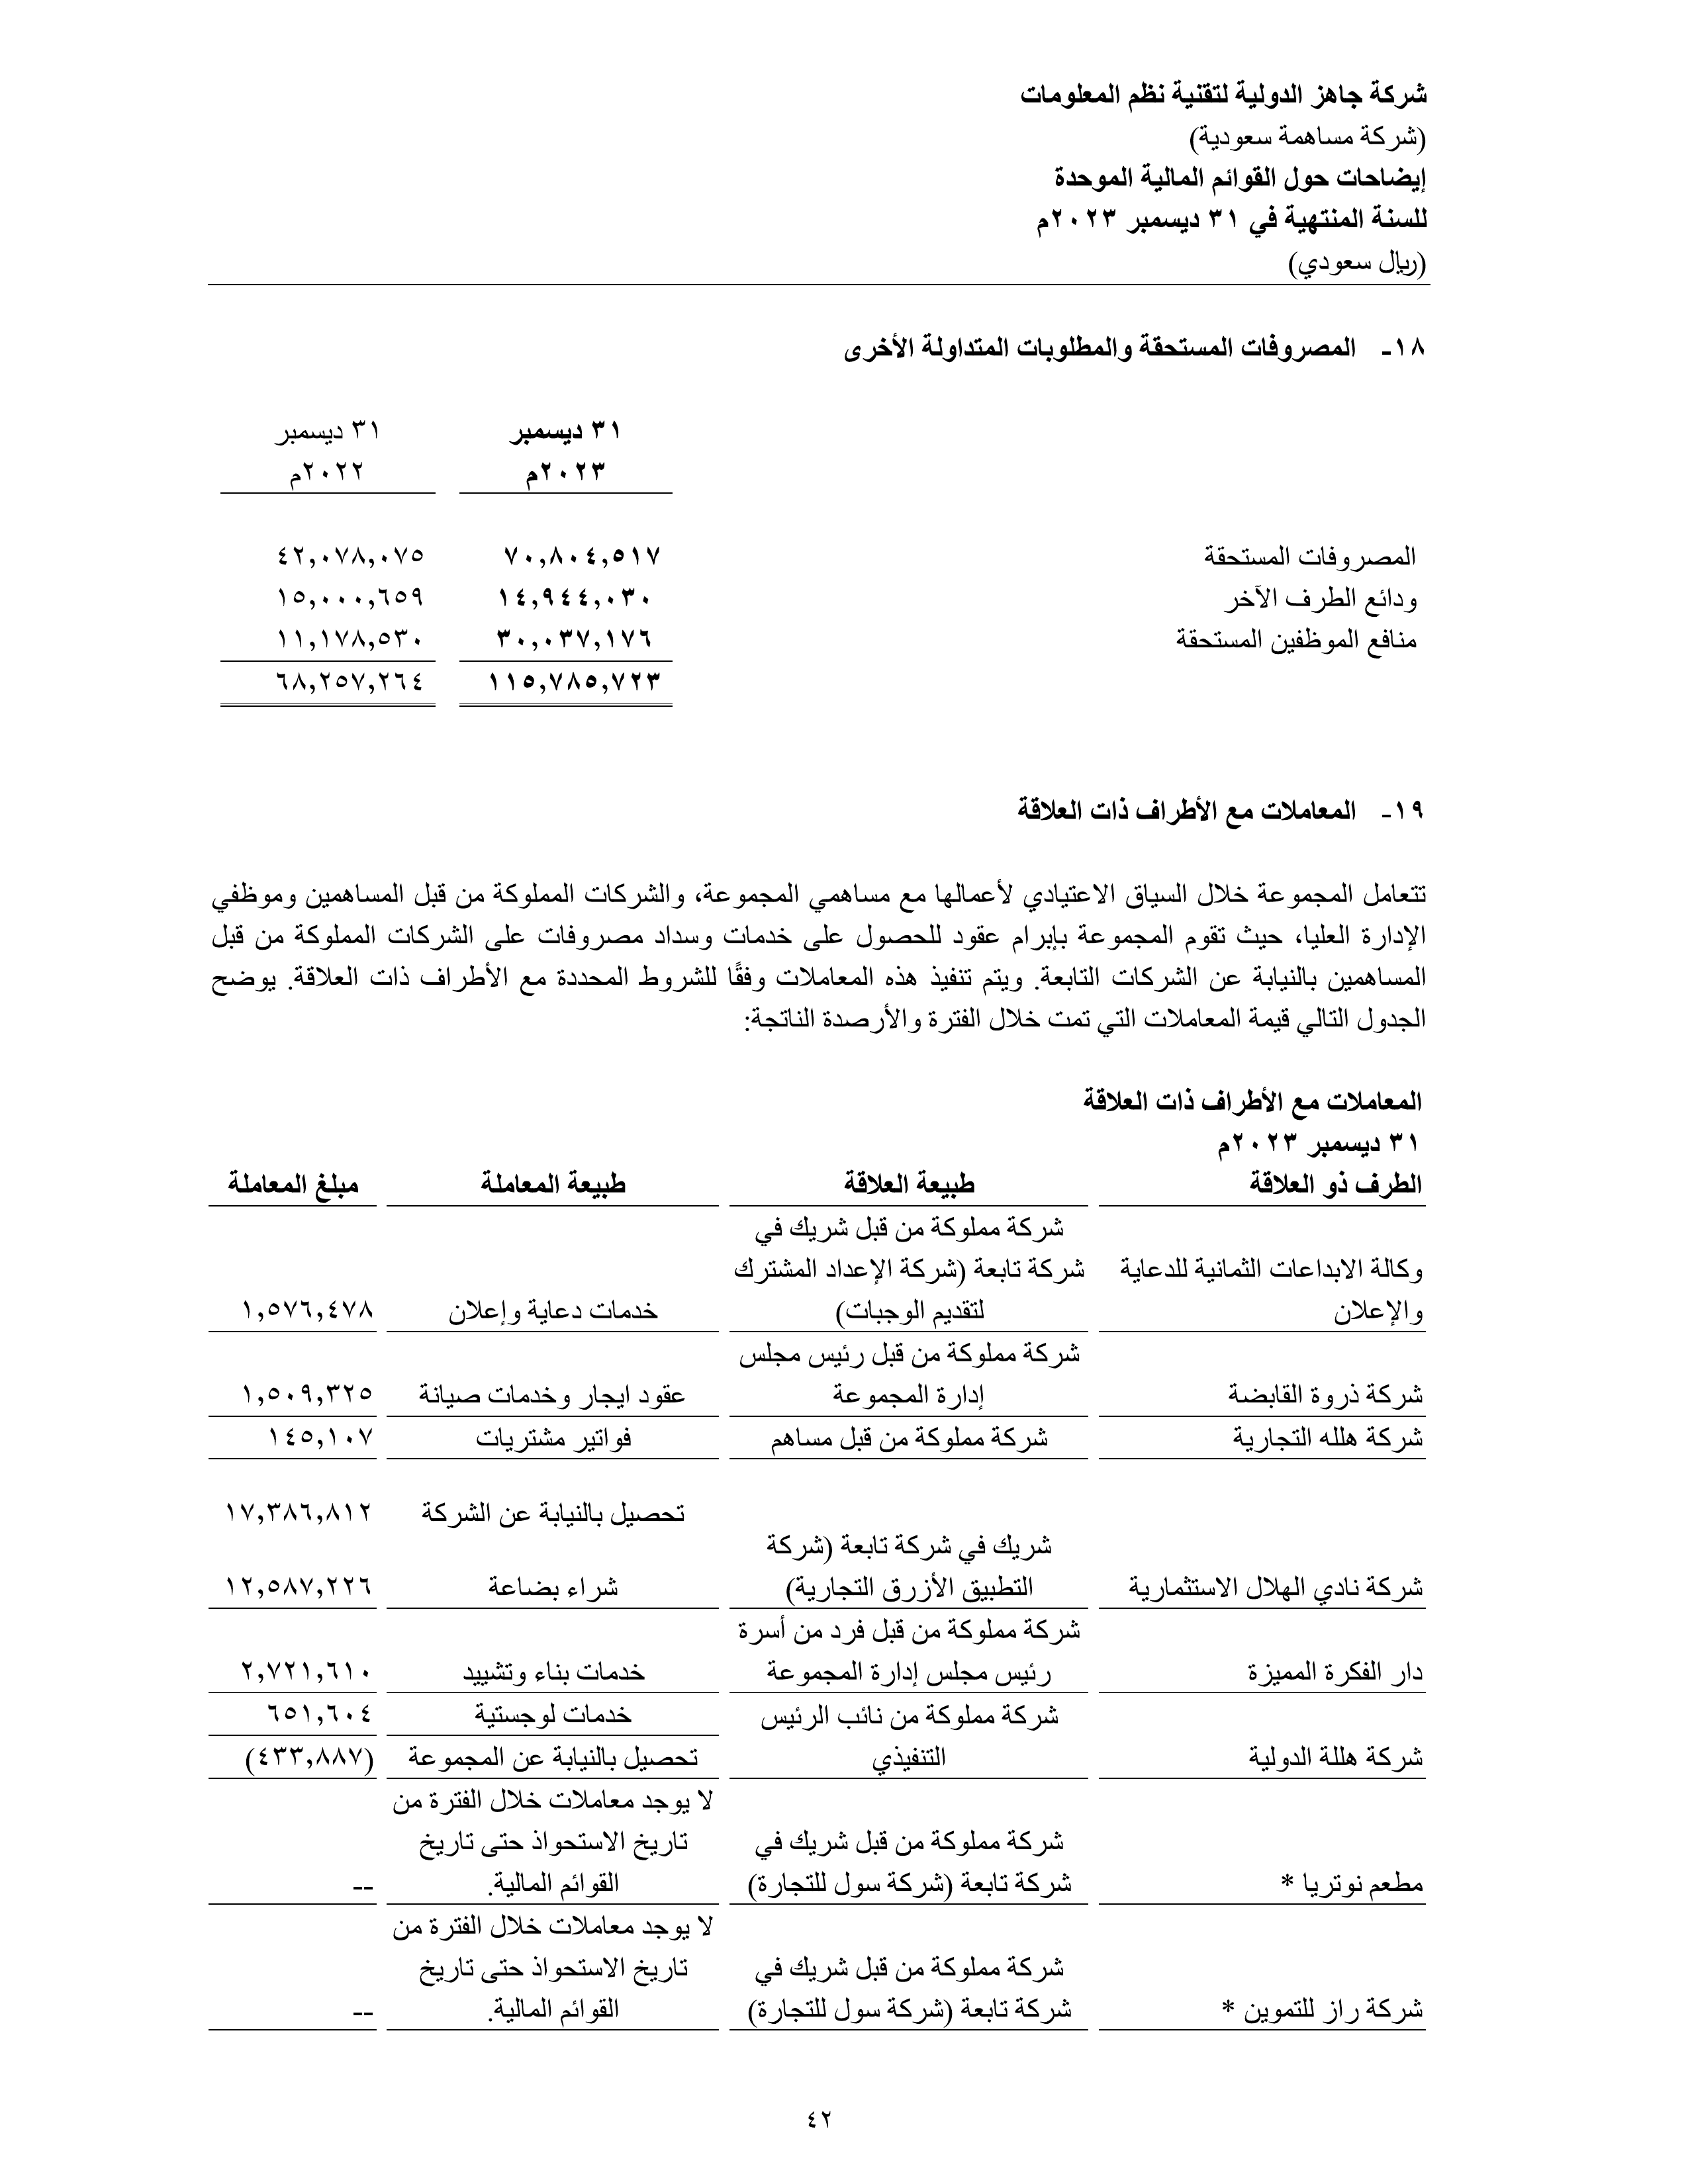 شركة جاهز الدولية لتقنية نظم المعلومات
(شركة مساهمة سعودية)
إيضاحات حول القوائم المالية الموحدة
للسنة المنتهية في ٣١ ديسمبر ٢٠٢٣م
(ريال سعودي)
١٨- المصروفات المستحقة والمطلوبات المتداولة الأخرى
٣١ ديسمبر ٣١ ديسمبر
٢٠٢٣م ٢٠٢٢م
المصروفات المستحقة ٧٠,٨٠٤,٥١٧ ٤٢,٠٧٨,٠٧٥
ودائع الطرف الآخر ١٤,٩٤٤,٠٣٠ ١٥,٠٠٠,٦٥٩
منافع الموظفين المستحقة ٣٠,٠٣٧,١٧٦ ١١,١٧٨,٥٣٠
١١٥,٧٨٥,٧٢٣ ٦٨,٢٥٧,٢٦٤
١٩- المعاملات مع الأطراف ذات العلاقة
تتعامل المجموعة خلال السياق الاعتيادي لأعمالها مع مساهمي المجموعة، والشركات المملوكة من قبل المساهمين وموظفي
الإدارة العليا، حيث تقوم المجموعة بإبرام عقود للحصول على خدمات وسداد مصروفات على الشركات المملوكة من قبل
المساهمين بالنيابة عن الشركات التابعة. ويتم تنفيذ هذه المعاملات وفقًا للشروط المحددة مع الأطراف ذات العلاقة. يوضح
الجدول التالي قيمة المعاملات التي تمت خلال الفترة والأرصدة الناتجة:
المعاملات مع الأطراف ذات العلاقة
٣١ ديسمبر ٢٠٢٣م
الطرف ذو العلاقة طبيعة العلاقة طبيعة المعاملة مبلغ المعاملة
شركة مملوكة من قبل شريك في
وكالة الابداعات الثمانية للدعاية شركة تابعة (شركة الإعداد المشترك
والإعلان لتقديم الوجبات) خدمات دعاية وإعلان ١,٥٧٦,٤٧٨
شركة مملوكة من قبل رئيس مجلس
شركة ذروة القابضة إدارة المجموعة عقود ايجار وخدمات صيانة ١,٥٠٩,٣٢٥
شركة هلله التجارية شركة مملوكة من قبل مساهم فواتير مشتريات ١٤٥,١٠٧
تحصيل بالنيابة عن الشركة ١٧,٣٨٦,٨١٢
شريك في شركة تابعة (شركة
شركة نادي الهلال الاستثمارية التطبيق الأزرق التجارية) شراء بضاعة ١٢,٥٨٧,٢٢٦
شركة مملوكة من قبل فرد من أسرة
دار الفكرة المميزة رئيس مجلس إدارة المجموعة خدمات بناء وتشييد ٢,٧٢١,٦١٠
شركة مملوكة من نائب الرئيس خدمات لوجستية ٦٥١,٦٠٤
شركة هللة الدولية التنفيذي تحصيل بالنيابة عن المجموعة (٤٣٣,٨٨٧)
لا يوجد معاملات خلال الفترة من
شركة مملوكة من قبل شريك في تاريخ الاستحواذ حتى تاريخ
مطعم نوتريا * شركة تابعة (شركة سول للتجارة) القوائم المالية. --
لا يوجد معاملات خلال الفترة من
شركة مملوكة من قبل شريك في تاريخ الاستحواذ حتى تاريخ
شركة راز للتموين * شركة تابعة (شركة سول للتجارة) القوائم المالية. --
٤٢